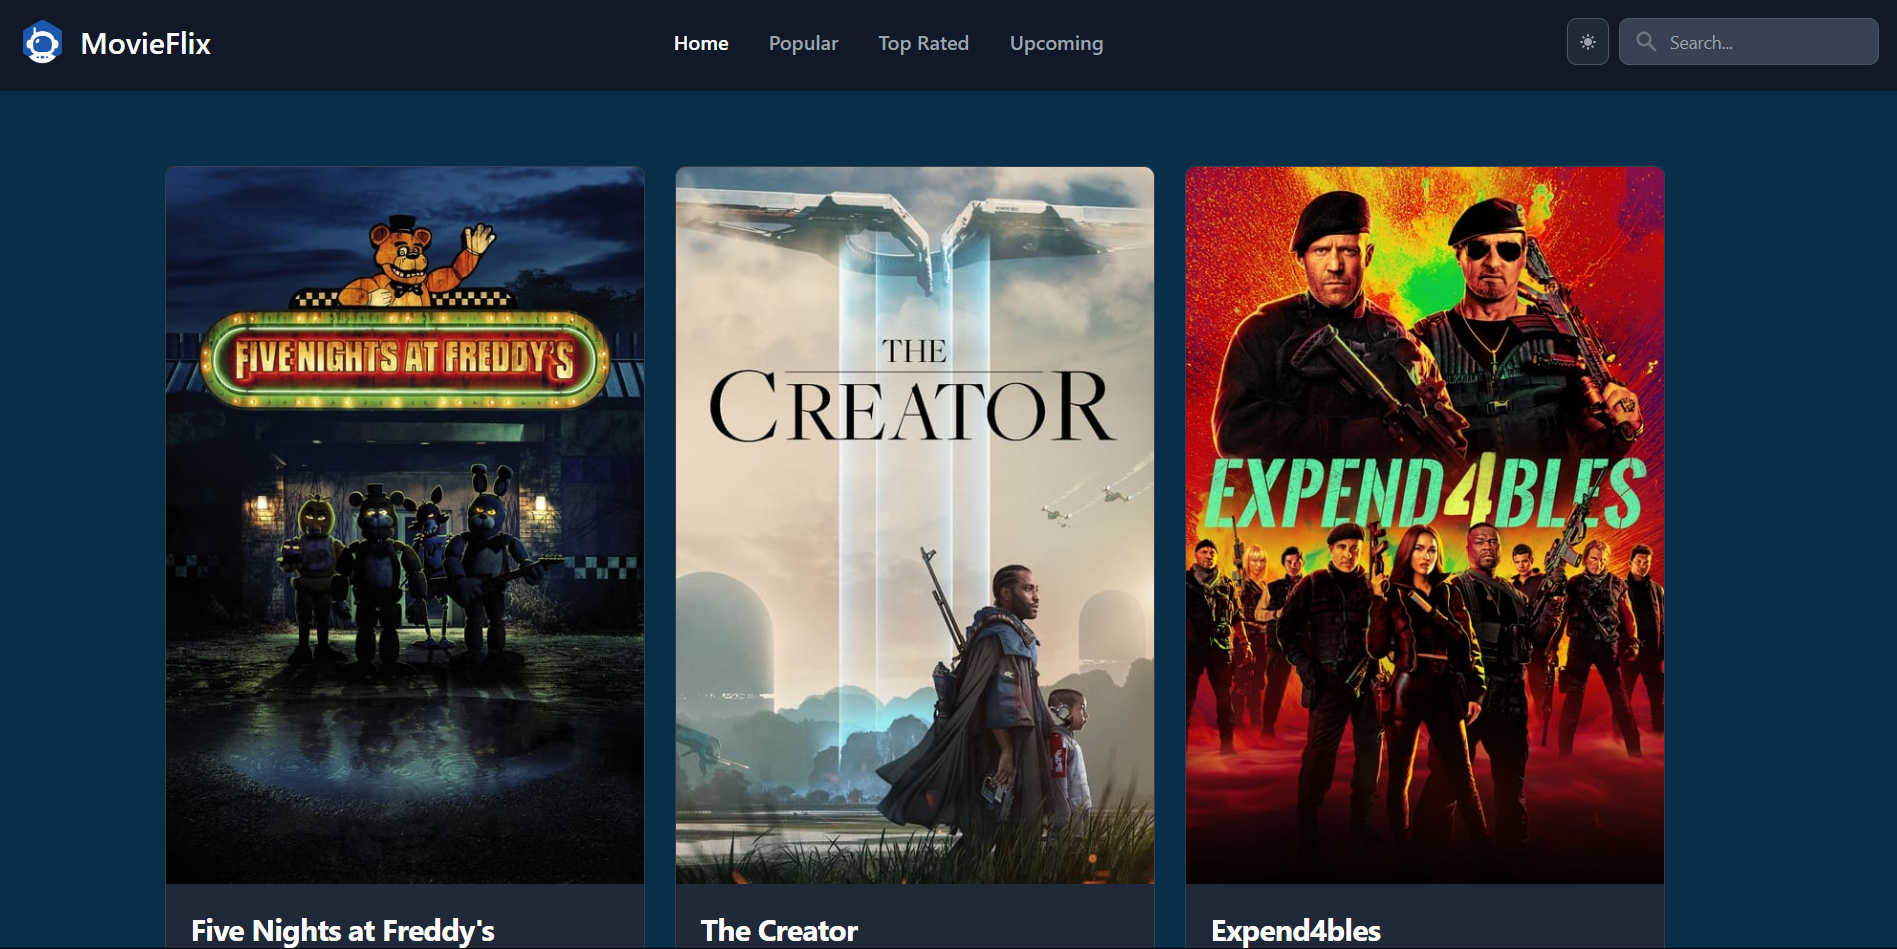 MovieFlix
Home
Popular
Top Rated
Upcoming
Search...
FIVE NIGHTS AT FREDDY'S
THE
CREATOR
EXPEND4BLES
Five Nights at Freddy's
The Creator
Expend4bles